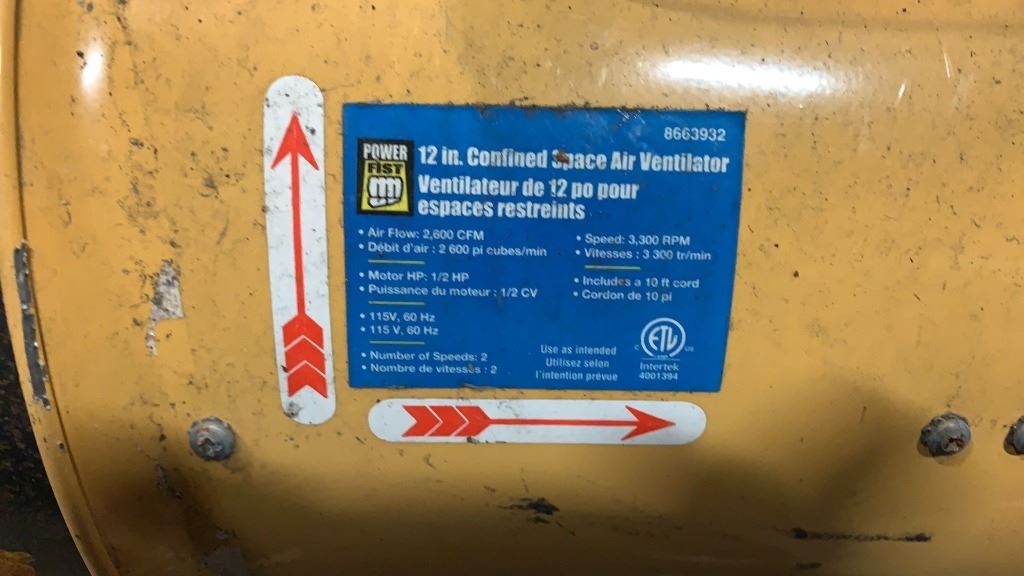 8663932
POWER
FIST
12 in. Confined Space Air Ventilator
Ventilateur de 12 po pour
espaces restreints
• Air Flow: 2,600 CFM
• Débit d'air : 2 600 pi cubes/min
• Motor HP: 1/2 HP
• Puissance du moteur : 1/2 CV
• 115V, 60 Hz
• 115 V, 60 Hz
• Number of Speeds: 2
• Nombre de vitesses : 2
• Speed: 3,300 RPM
• Vitesses : 3 300 tr/min
• Includes a 10 ft cord
• Cordon de 10 pi
Use as intended
Utilisez selon
l'intention prévue
ETL
Intertek
4001394